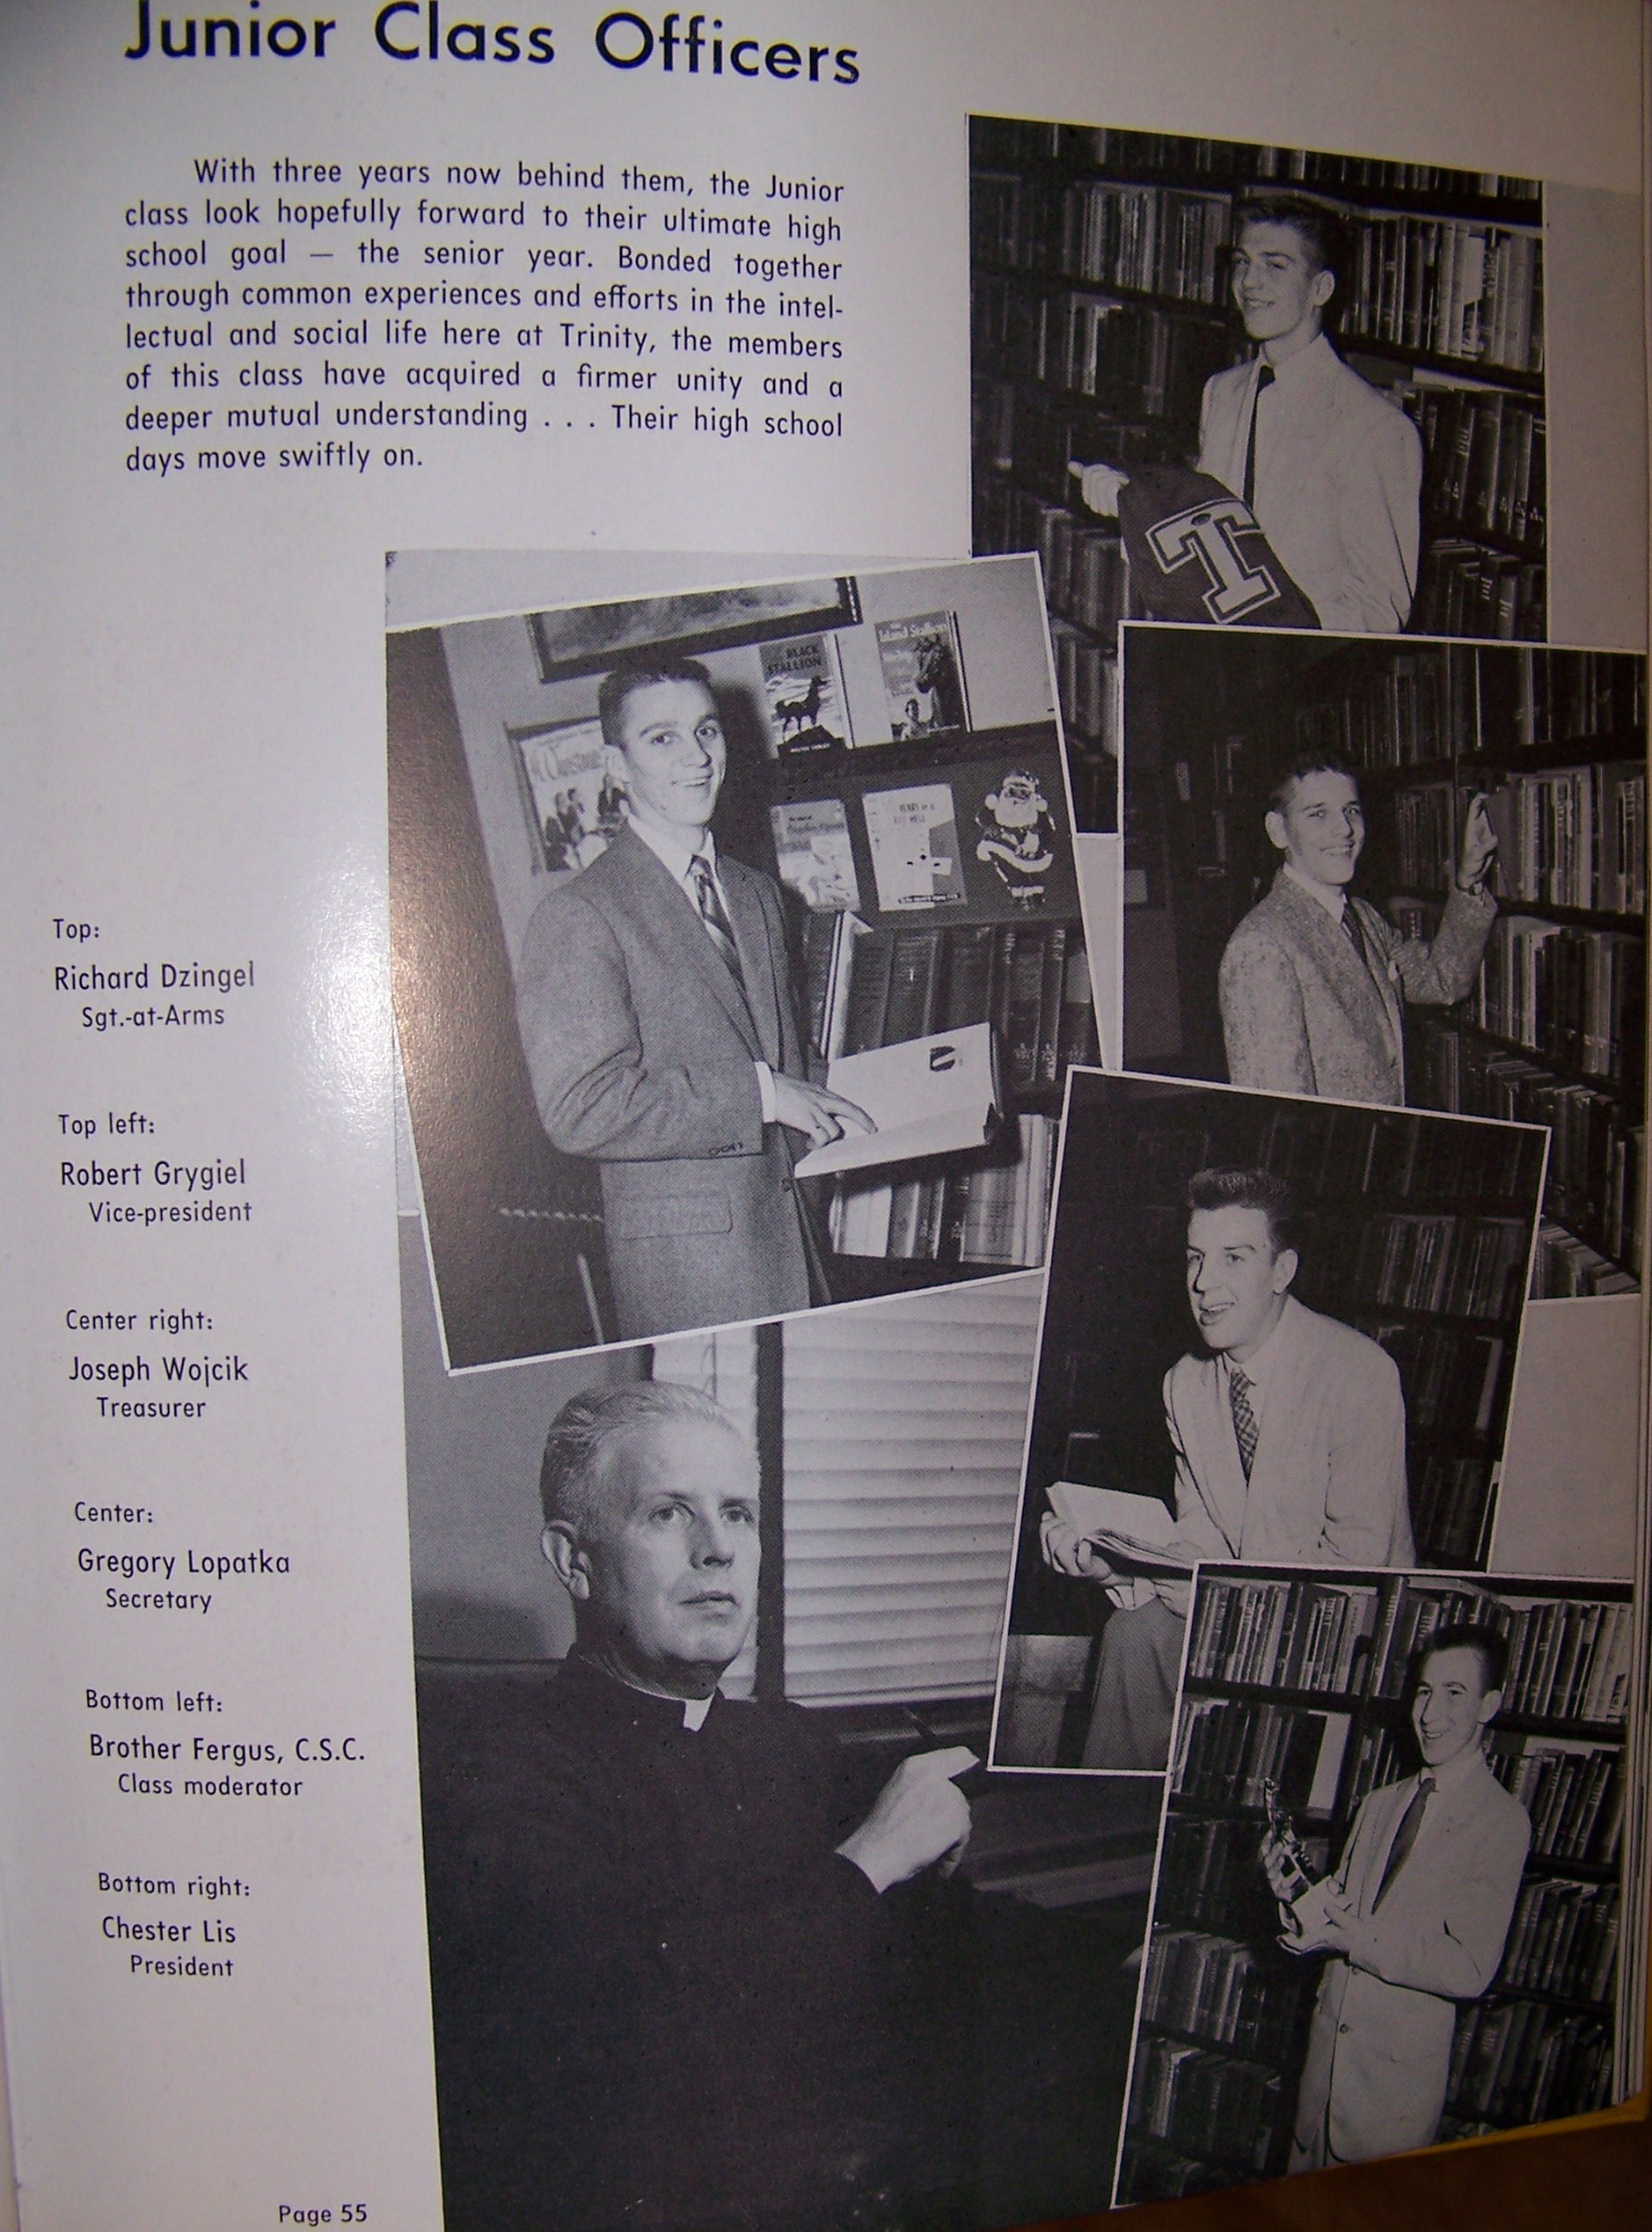 Junior Class Officers
With three years now behind them, the Junior
class look hopefully forward to their ultimate high
school goal — the senior year. Bonded together
through common experiences and efforts in the intel-
lectual and social life here at Trinity, the members
of this class have acquired a firmer unity and a
deeper mutual understanding . . . Their high school
days move swiftly on.
T
BLACK
STALLION
Island Stallion
Top:
Richard Dzingel
Sgt.-at-Arms
Top left:
Robert Grygiel
Vice-president
Center right:
Joseph Wojcik
Treasurer
Center:
Gregory Lopatka
Secretary
Bottom left:
Brother Fergus, C.S.C.
Class moderator
Bottom right:
Chester Lis
President
Page 55